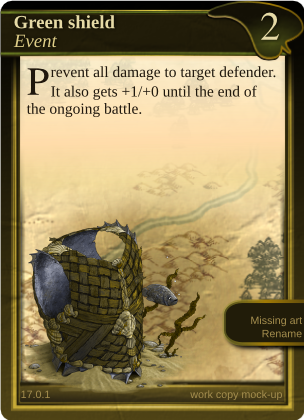 Green shield
2
Event
Prevent all damage to target defender.
It also gets +1/+0 until the end of
the ongoing battle.
Missing art
Rename
17.0.1
work copy mock-up